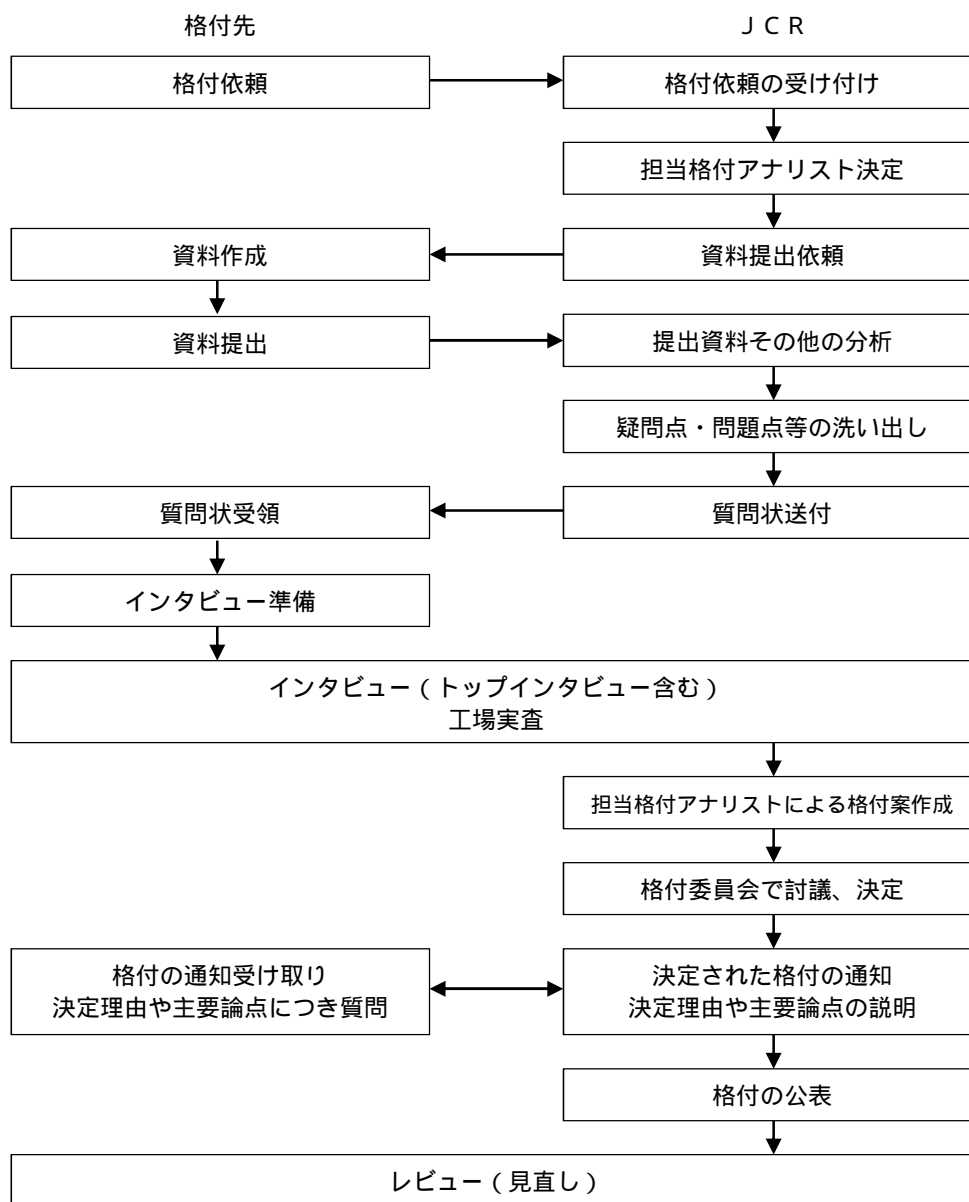 格付先
ＪＣＲ
格付依頼
格付依頼の受け付け
担当格付アナリスト決定
資料作成
資料提出依頼
資料提出
提出資料その他の分析
疑問点・問題点等の洗い出し
質問状受領
質問状送付
インタビュー準備
インタビュー（トップインタビュー含む）
工場実査
担当格付アナリストによる格付案作成
格付委員会で討議、決定
格付の通知受け取り
決定理由や主要論点につき質問
決定された格付の通知
決定理由や主要論点の説明
格付の公表
レビュー（見直し）